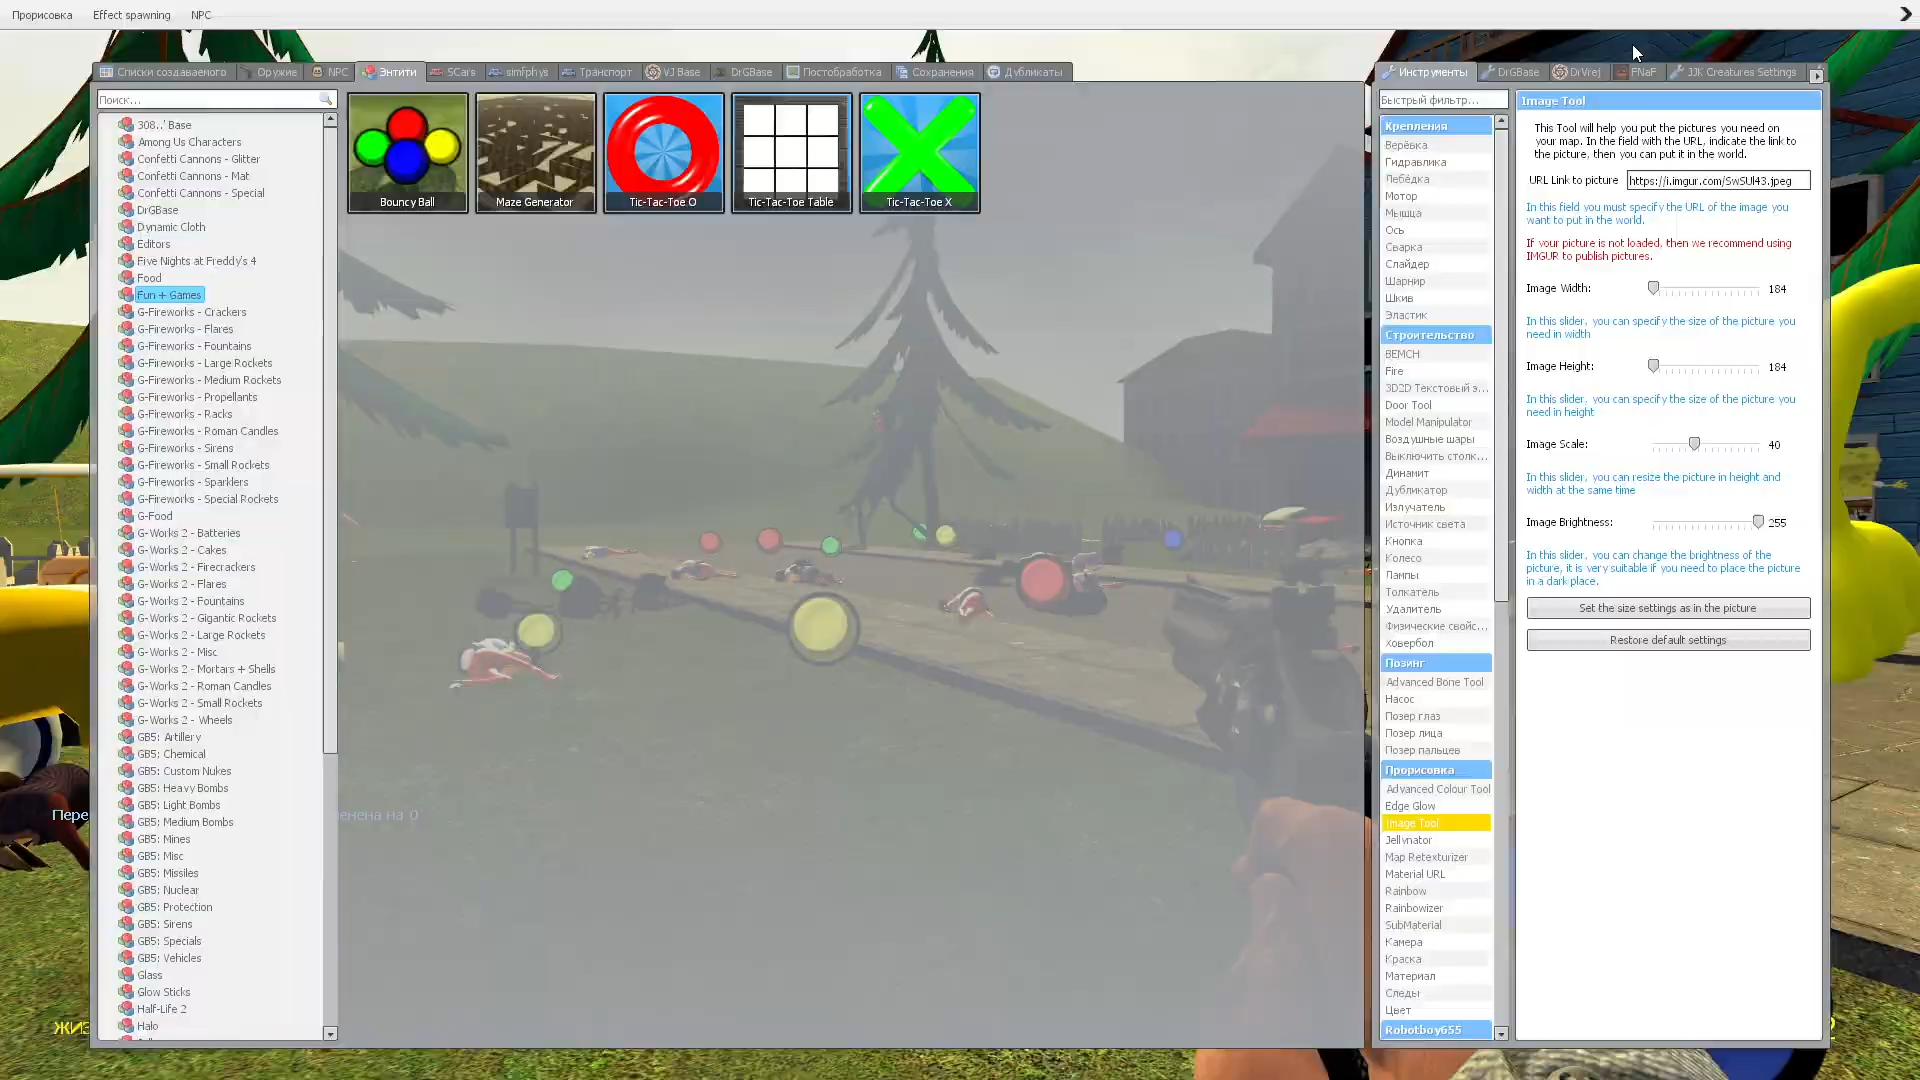 Прорисовка Effect spawning NPC
Списки создаваемого Оружие NPC Энтити SCars simfphys Транспорт VJ Base DrGBase Постобработка Сохранения Дубликаты
Поиск...
308..' Base
Among Us Characters
Confetti Cannons - Glitter
Confetti Cannons - Mat
Confetti Cannons - Special
DrGBase
Dynamic Cloth
Editors
Five Nights at Freddy's 4
Food
Fun + Games
G-Fireworks - Crackers
G-Fireworks - Flares
G-Fireworks - Fountains
G-Fireworks - Large Rockets
G-Fireworks - Medium Rockets
G-Fireworks - Propellants
G-Fireworks - Racks
G-Fireworks - Roman Candles
G-Fireworks - Sirens
G-Fireworks - Small Rockets
G-Fireworks - Sparklers
G-Fireworks - Special Rockets
G-Food
G-Works 2 - Batteries
G-Works 2 - Cakes
G-Works 2 - Firecrackers
G-Works 2 - Flares
G-Works 2 - Fountains
G-Works 2 - Gigantic Rockets
G-Works 2 - Large Rockets
G-Works 2 - Misc
G-Works 2 - Mortars + Shells
G-Works 2 - Roman Candles
G-Works 2 - Small Rockets
G-Works 2 - Wheels
GB5: Artillery
GB5: Chemical
GB5: Custom Nukes
GB5: Heavy Bombs
GB5: Light Bombs
GB5: Medium Bombs
GB5: Mines
GB5: Misc
GB5: Missiles
GB5: Nuclear
GB5: Protection
GB5: Sirens
GB5: Specials
GB5: Vehicles
Glass
Glow Sticks
Half-Life 2
Halo
Bouncy Ball
Maze Generator
Tic-Tac-Toe O
Tic-Tac-Toe Table
Tic-Tac-Toe X
Пере
енена на 0
ЖИЗ
Инструменты DrGBase DrVrej FNaF JJK Creatures Settings
Быстрый фильтр...
Крепления
Верёвка
Гидравлика
Лебёдка
Мотор
Мышца
Ось
Сварка
Слайдер
Шарнир
Шкив
Эластик
Строительство
BEMCH
Fire
3D2D Текстовый э...
Door Tool
Model Manipulator
Воздушные шары
Выключить столк...
Динамит
Дубликатор
Излучатель
Источник света
Кнопка
Колесо
Лампы
Толкатель
Удалитель
Физические свойс...
Ховербол
Позинг
Advanced Bone Tool
Насос
Позер глаз
Позер лица
Позер пальцев
Прорисовка
Advanced Colour Tool
Edge Glow
Image Tool
Jellynator
Map Retexturizer
Material URL
Rainbow
Rainbowizer
SubMaterial
Камера
Краска
Материал
Следы
Цвет
Robotboy655
Image Tool
This Tool will help you put the pictures you need on
your map. In the field with the URL, indicate the link to
the picture, then you can put it in the world.
URL Link to picture https://i.imgur.com/SwSUl43.jpeg
In this field you must specify the URL of the image you
want to put in the world.
If your picture is not loaded, then we recommend using
IMGUR to publish pictures.
Image Width: 184
In this slider, you can specify the size of the picture you
need in width
Image Height: 184
In this slider, you can specify the size of the picture you
need in height
Image Scale: 40
In this slider, you can resize the picture in height and
width at the same time
Image Brightness: 255
In this slider, you can change the brightness of the
picture, it is very suitable if you need to place the picture
in a dark place.
Set the size settings as in the picture
Restore default settings